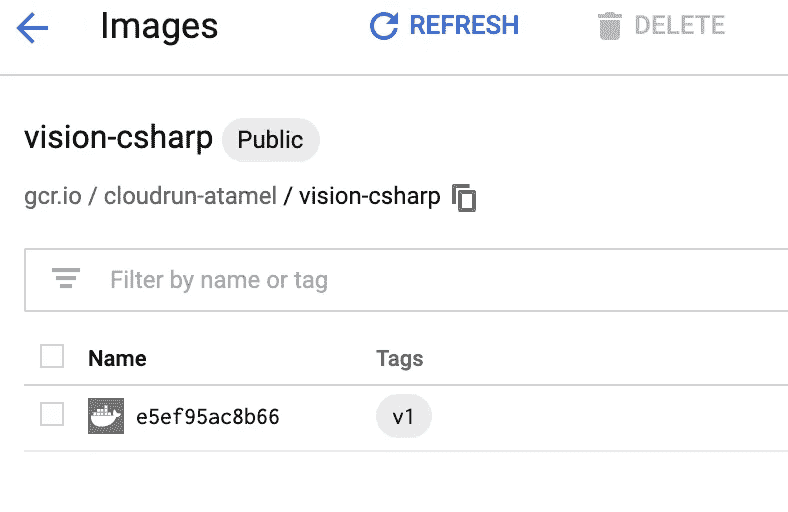 Images REFRESH DELETE
vision-csharp Public
gcr.io / cloudrun-atamel / vision-csharp
Filter by name or tag
Name Tags
e5ef95ac8b66 v1